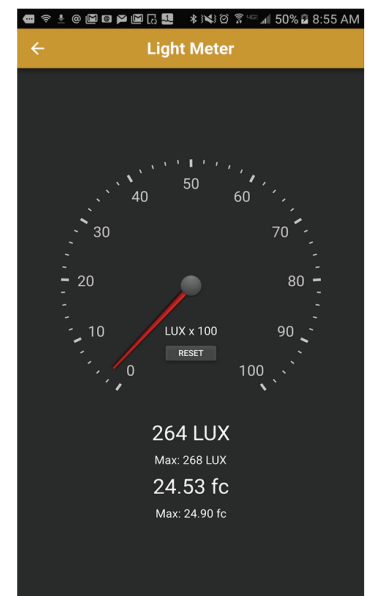 50% 8:55 AM
Light Meter
50
40
60
30
70
20
80
10
90
0
100
LUX x 100
RESET
264 LUX
Max: 268 LUX
24.53 fc
Max: 24.90 fc